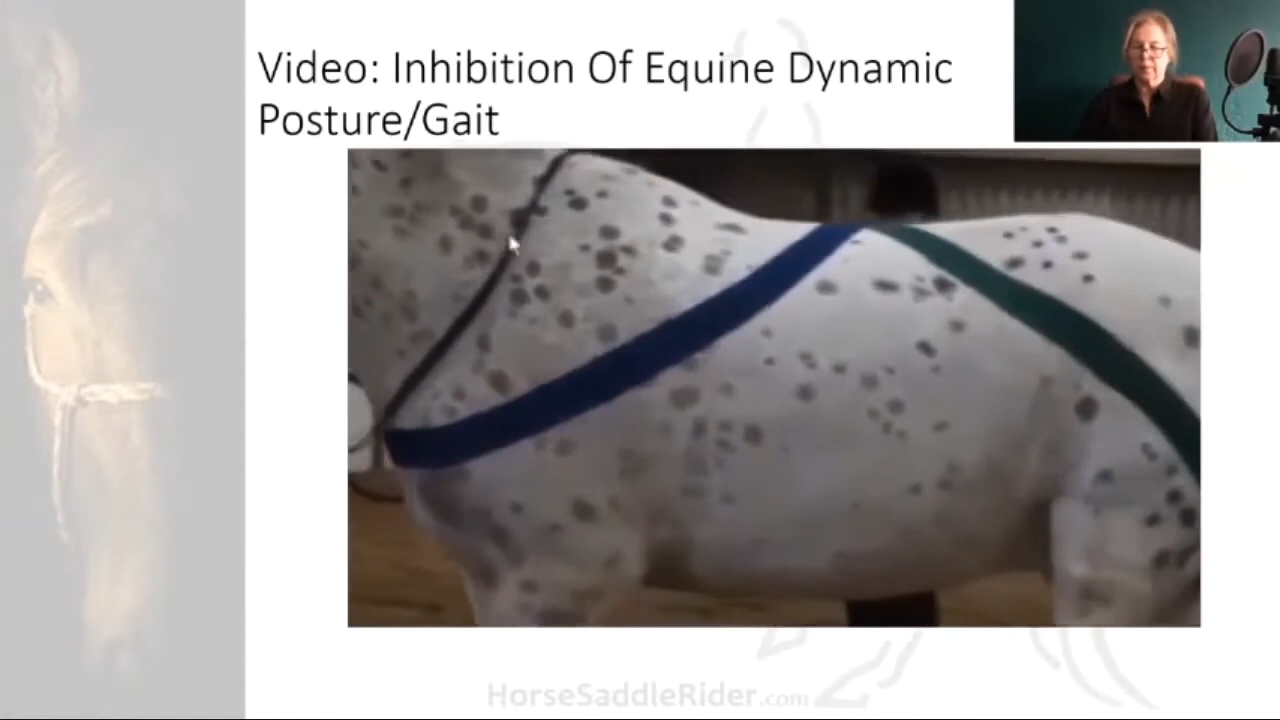 Video: Inhibition Of Equine Dynamic
Posture/Gait
HorseSaddleRider.com